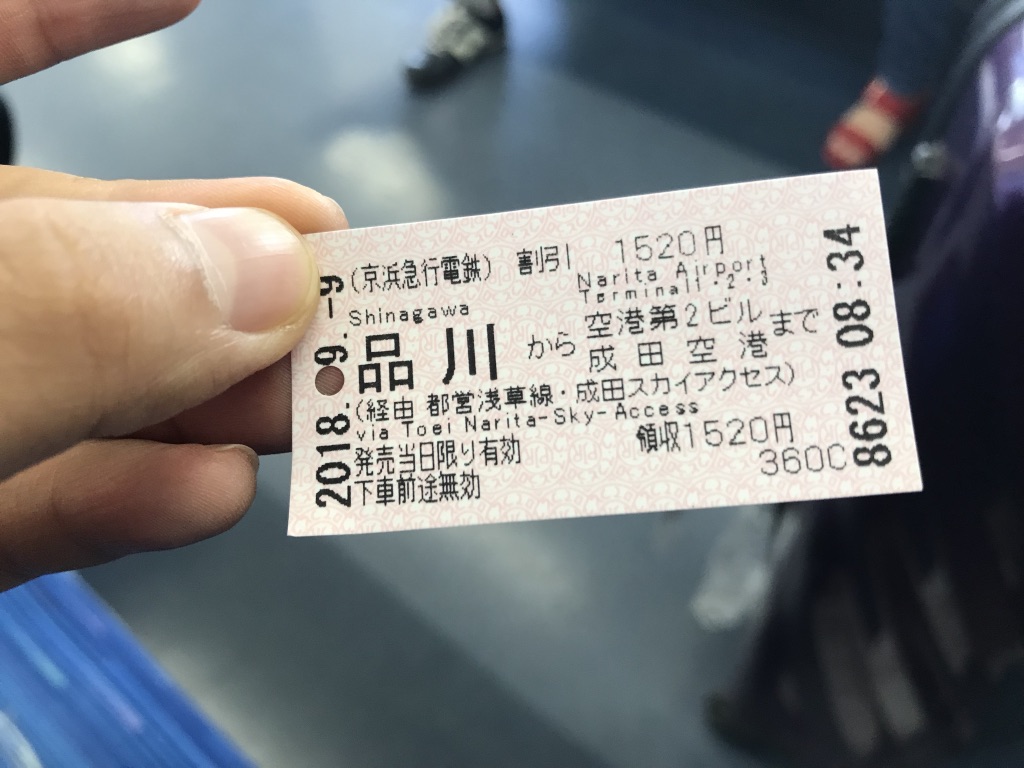 (京浜急行電鉄) 割引 1520円
Shinagawa
品川 から
Narita Airport
Terminal1・2・3
空港第2ビル
成田空港 まで
(経由 都営浅草線・成田スカイアクセス)
via Toei Narita-Sky-Access
発売当日限り有効 領収1520円
下車前途無効 3600
2018. 9. -9
8623 08:34